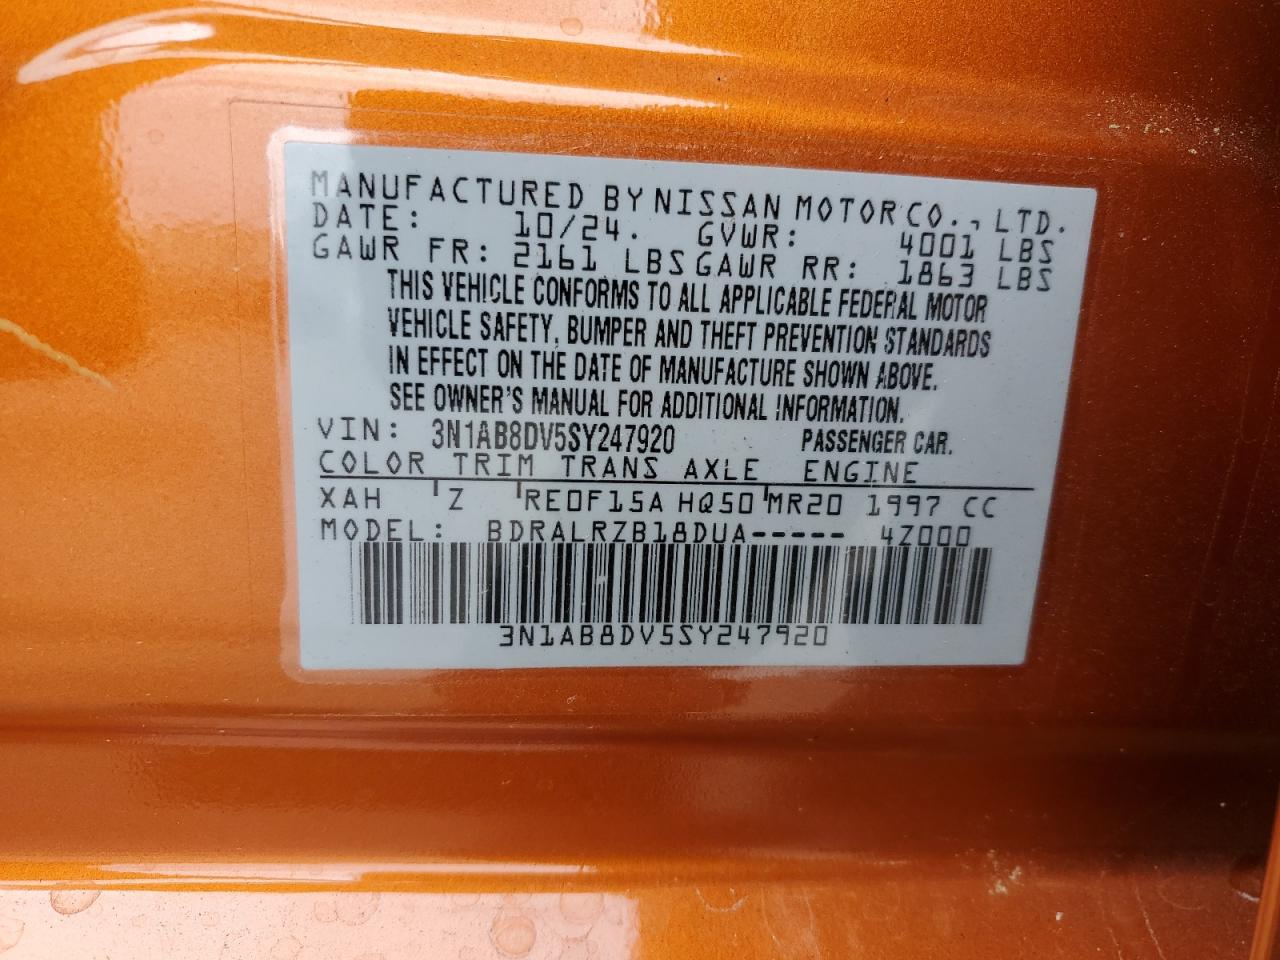 MANUFACTURED BY NISSAN MOTOR CO., LTD.
DATE: 10/24. GVWR: 4001 LBS
GAWR FR: 2161 LBS GAWR RR: 1863 LBS
THIS VEHICLE CONFORMS TO ALL APPLICABLE FEDERAL MOTOR
VEHICLE SAFETY, BUMPER AND THEFT PREVENTION STANDARDS
IN EFFECT ON THE DATE OF MANUFACTURE SHOWN ABOVE.
SEE OWNER'S MANUAL FOR ADDITIONAL INFORMATION.
VIN: 3N1AB8DV5SY247920 PASSENGER CAR.
COLOR TRIM TRANS AXLE ENGINE
XAH Z RE0F15A HQ50 MR20 1997 CC
MODEL: BDRALRZB18DUA----- 4Z000
3N1AB8DV5SY247920